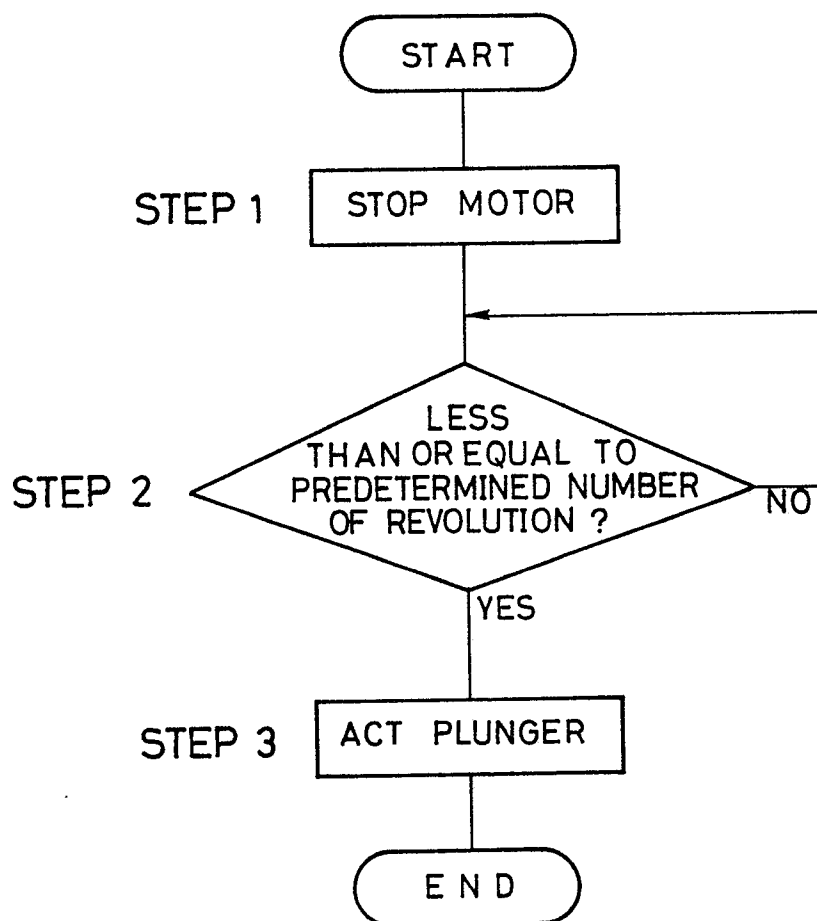 START
STEP 1
STOP MOTOR
LESS
THAN OR EQUAL TO
STEP 2
PREDETERMINED NUMBER
OF REVOLUTION ?
NO
YES
STEP 3
ACT PLUNGER
END